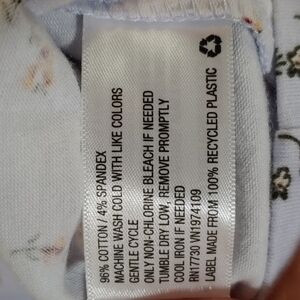 96% COTTON / 4% SPANDEX
MACHINE WASH COLD WITH LIKE COLORS
GENTLE CYCLE
ONLY NON-CHLORINE BLEACH IF NEEDED
TUMBLE DRY LOW, REMOVE PROMPTLY
COOL IRON IF NEEDED
RN17730 VN1974109
LABEL MADE FROM 100% RECYCLED PLASTIC